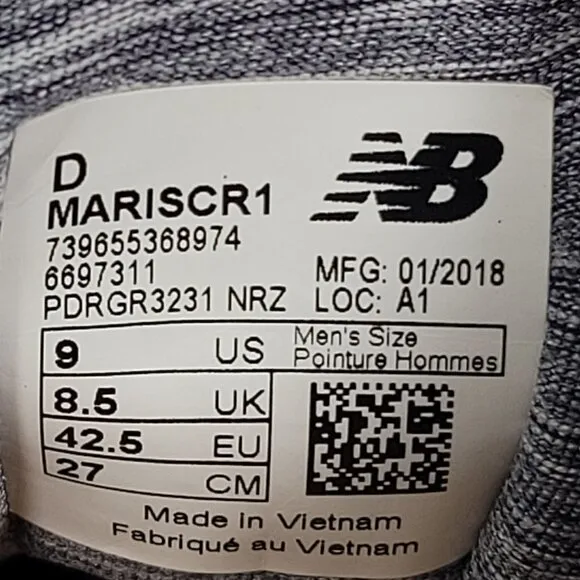 D
MARISCR1
NB
739655368974
6697311
MFG: 01/2018
PDRGR3231 NRZ
LOC: A1
9 US
Men's Size
Pointure Hommes
8.5 UK
42.5 EU
27 CM
Made in Vietnam
Fabriqué au Vietnam